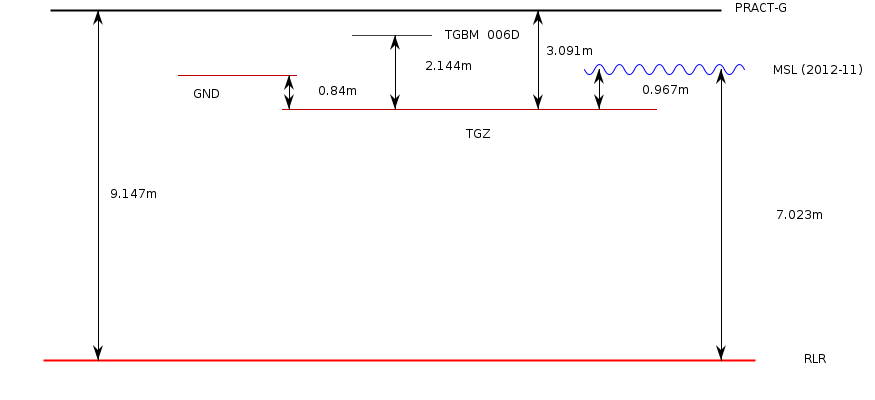 PRACT-G
TGBM  006D
3.091m
2.144m
MSL (2012-11)
GND
0.84m
0.967m
TGZ
9.147m
7.023m
RLR